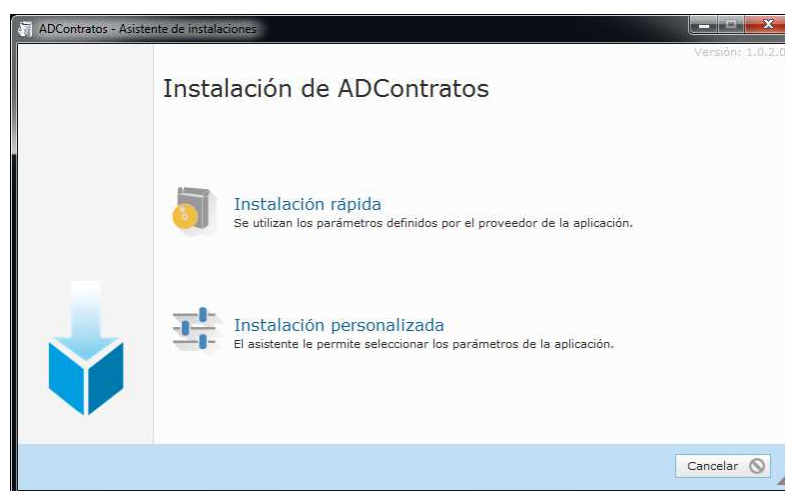 ADContratos - Asistente de instalaciones
Versión: 1.0.2.0
Instalación de ADContratos
Instalación rápida
Se utilizan los parámetros definidos por el proveedor de la aplicación.
Instalación personalizada
El asistente le permite seleccionar los parámetros de la aplicación.
Cancelar